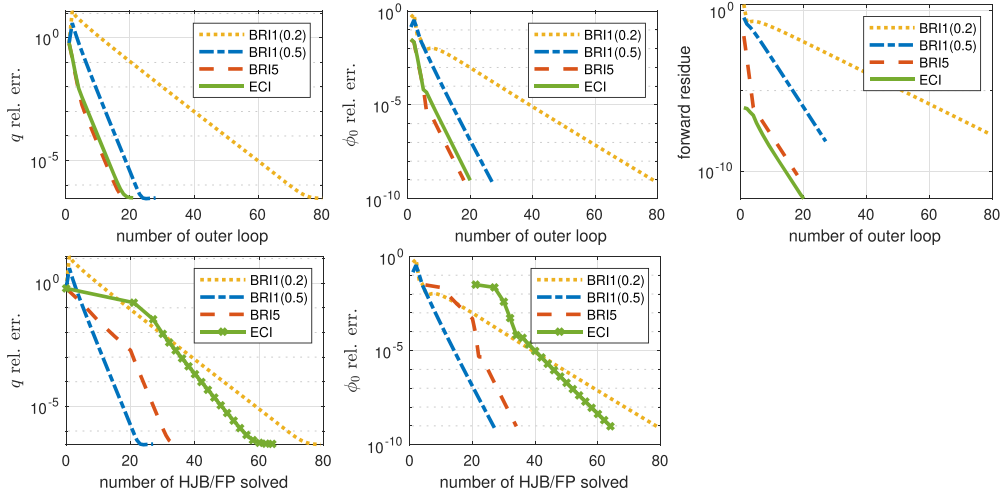 q rel. err.
10^0
10^-5
0 20 40 60 80
number of outer loop
BRI1(0.2)
BRI1(0.5)
BRI5
ECI
ϕ_0 rel. err.
10^0
10^-5
10^-10
0 20 40 60 80
number of outer loop
BRI1(0.2)
BRI1(0.5)
BRI5
ECI
forward residue
10^0
10^-5
10^-10
0 20 40 60 80
number of outer loop
BRI1(0.2)
BRI1(0.5)
BRI5
ECI
q rel. err.
10^0
10^-5
0 20 40 60 80
number of HJB/FP solved
BRI1(0.2)
BRI1(0.5)
BRI5
ECI
ϕ_0 rel. err.
10^0
10^-5
10^-10
0 20 40 60 80
number of HJB/FP solved
BRI1(0.2)
BRI1(0.5)
BRI5
ECI